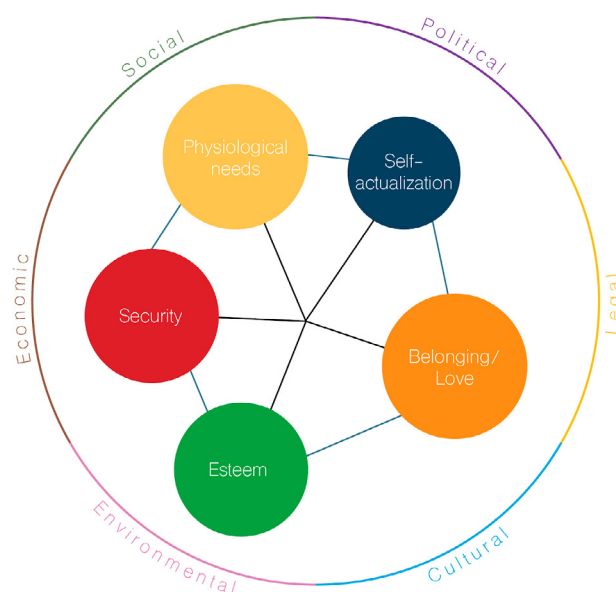 Social
Political
Physiological
needs
Self-
actualization
Economic
Security
Legal
Belonging/
Love
Esteem
Environmental
Cultural